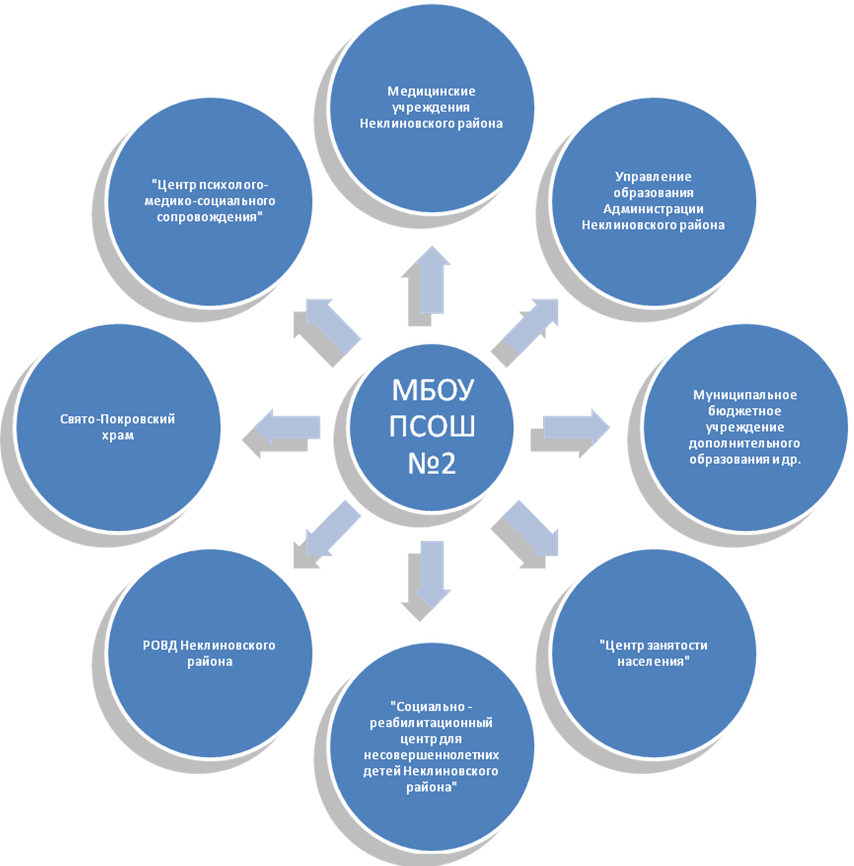 Медицинские
учреждения
Неклиновского района
"Центр психолого-
медико-социального
сопровождения"
Управление
образования
Администрации
Неклиновского района
Свято-Покровский
храм
МБОУ
ПСОШ
№2
Муниципальное
бюджетное
учреждение
дополнительного
образования и др.
РОВД Неклиновского
района
"Центр занятости
населения"
"Социально -
реабилитационный
центр для
несовершеннолетних
детей Неклиновского
района"